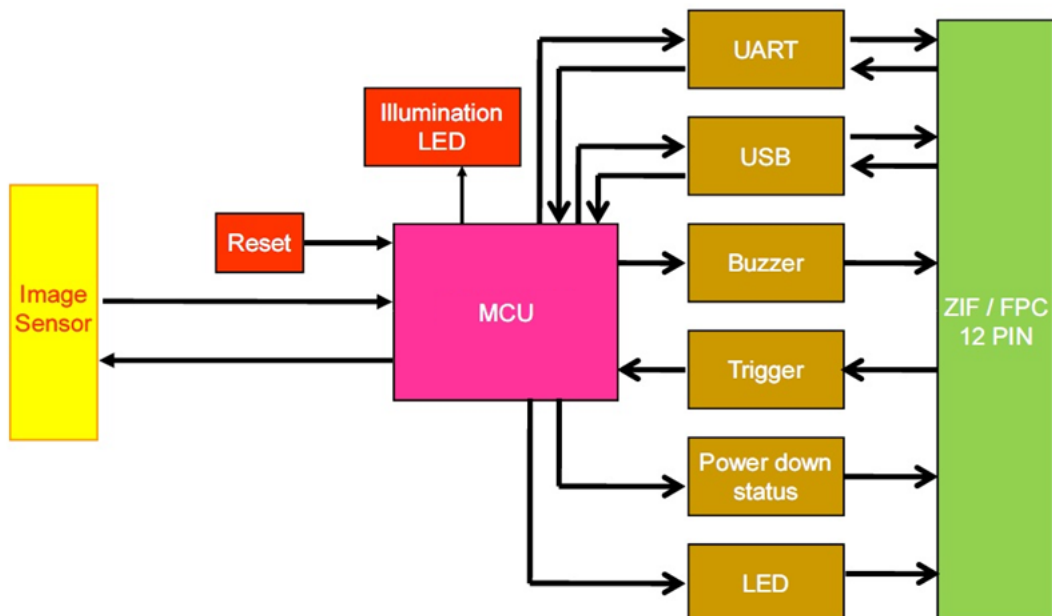 UART
Illumination
LED
USB
Reset
Buzzer
Image
Sensor
MCU
ZIF / FPC
12 PIN
Trigger
Power down
status
LED